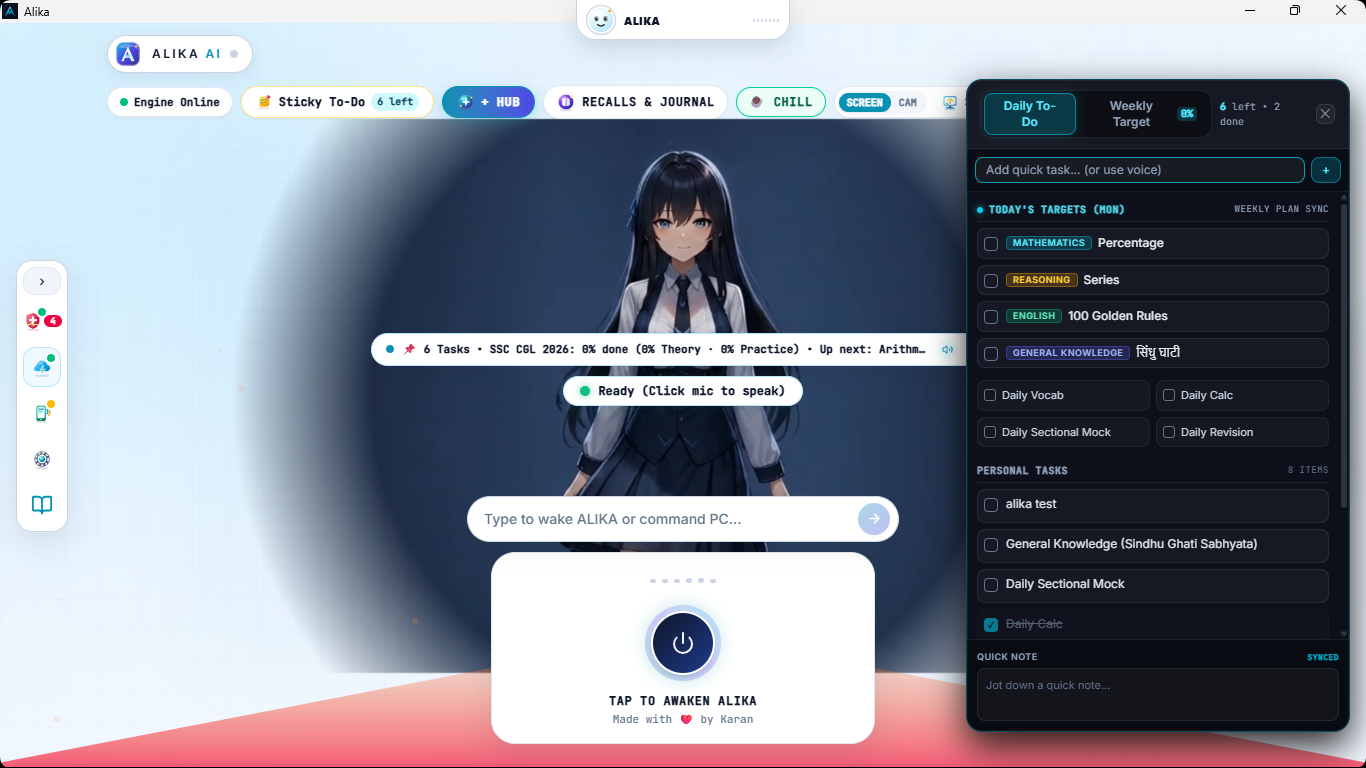 Alika
ALIKA
ALIKA AI
Engine Online
Sticky To-Do 6 left
+ HUB
RECALLS & JOURNAL
CHILL
SCREEN CAM
4
📌 6 Tasks • SSC CGL 2026: 0% done (0% Theory · 0% Practice) • Up next: Arithm…
Ready (Click mic to speak)
Type to wake ALIKA or command PC...
TAP TO AWAKEN ALIKA
Made with ❤️ by Karan
Daily To-
Do
Weekly
Target
0%
6 left • 2
done
Add quick task... (or use voice)
+
TODAY'S TARGETS (MON)
WEEKLY PLAN SYNC
MATHEMATICS Percentage
REASONING Series
ENGLISH 100 Golden Rules
GENERAL KNOWLEDGE सिंधु घाटी
Daily Vocab
Daily Calc
Daily Sectional Mock
Daily Revision
PERSONAL TASKS
8 ITEMS
alika test
General Knowledge (Sindhu Ghati Sabhyata)
Daily Sectional Mock
Daily Calc
QUICK NOTE
SYNCED
Jot down a quick note...